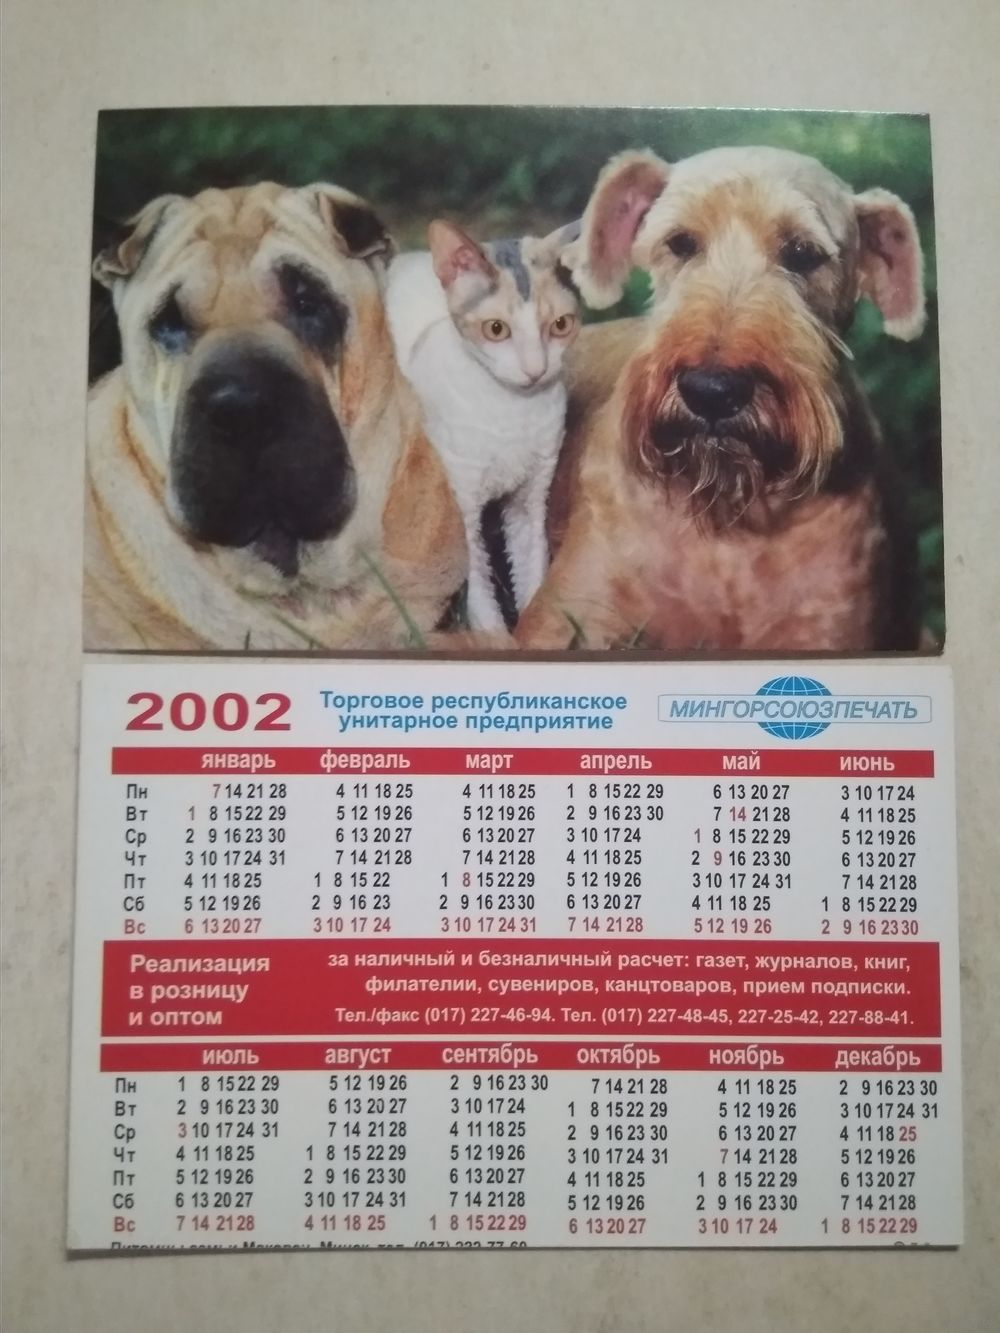 2002
Торговое республиканское
унитарное предприятие
МИНГОРСОЮЗПЕЧАТЬ
январь февраль март апрель май июнь
Пн 7 14 21 28 4 11 18 25 4 11 18 25 1 8 15 22 29 6 13 20 27 3 10 17 24
Вт 1 8 15 22 29 5 12 19 26 5 12 19 26 2 9 16 23 30 7 14 21 28 4 11 18 25
Ср 2 9 16 23 30 6 13 20 27 6 13 20 27 3 10 17 24 1 8 15 22 29 5 12 19 26
Чт 3 10 17 24 31 7 14 21 28 7 14 21 28 4 11 18 25 2 9 16 23 30 6 13 20 27
Пт 4 11 18 25 1 8 15 22 1 8 15 22 29 5 12 19 26 3 10 17 24 31 7 14 21 28
Сб 5 12 19 26 2 9 16 23 2 9 16 23 30 6 13 20 27 4 11 18 25 1 8 15 22 29
Вс 6 13 20 27 3 10 17 24 3 10 17 24 31 7 14 21 28 5 12 19 26 2 9 16 23 30
Реализация
в розницу
и оптом
за наличный и безналичный расчет: газет, журналов, книг,
филателии, сувениров, канцтоваров, прием подписки.
Тел./факс (017) 227-46-94. Тел. (017) 227-48-45, 227-25-42, 227-88-41.
июль август сентябрь октябрь ноябрь декабрь
Пн 1 8 15 22 29 5 12 19 26 2 9 16 23 30 7 14 21 28 4 11 18 25 2 9 16 23 30
Вт 2 9 16 23 30 6 13 20 27 3 10 17 24 1 8 15 22 29 5 12 19 26 3 10 17 24 31
Ср 3 10 17 24 31 7 14 21 28 4 11 18 25 2 9 16 23 30 6 13 20 27 4 11 18 25
Чт 4 11 18 25 1 8 15 22 29 5 12 19 26 3 10 17 24 31 7 14 21 28 5 12 19 26
Пт 5 12 19 26 2 9 16 23 30 6 13 20 27 4 11 18 25 1 8 15 22 29 6 13 20 27
Сб 6 13 20 27 3 10 17 24 31 7 14 21 28 5 12 19 26 2 9 16 23 30 7 14 21 28
Вс 7 14 21 28 4 11 18 25 1 8 15 22 29 6 13 20 27 3 10 17 24 1 8 15 22 29